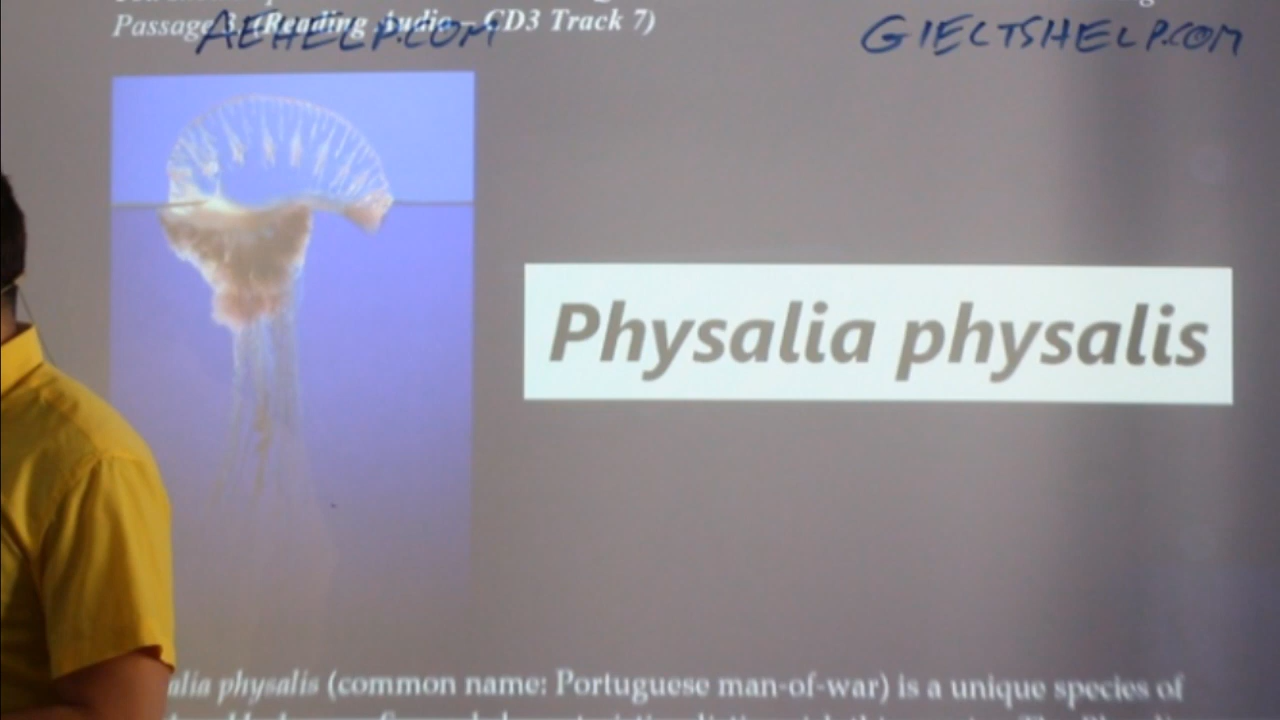 Passage 3. (Reading Audio – CD3 Track 7)
AEHELP.COM
GIELTSHELP.COM
Physalia physalis
alia physalis (common name: Portuguese man-of-war) is a unique species of